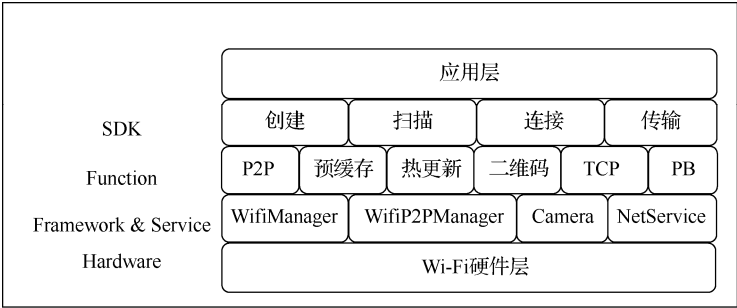 应用层
SDK 创建 扫描 连接 传输
Function P2P 预缓存 热更新 二维码 TCP PB
Framework & Service WifiManager WifiP2PManager Camera NetService
Hardware Wi-Fi硬件层